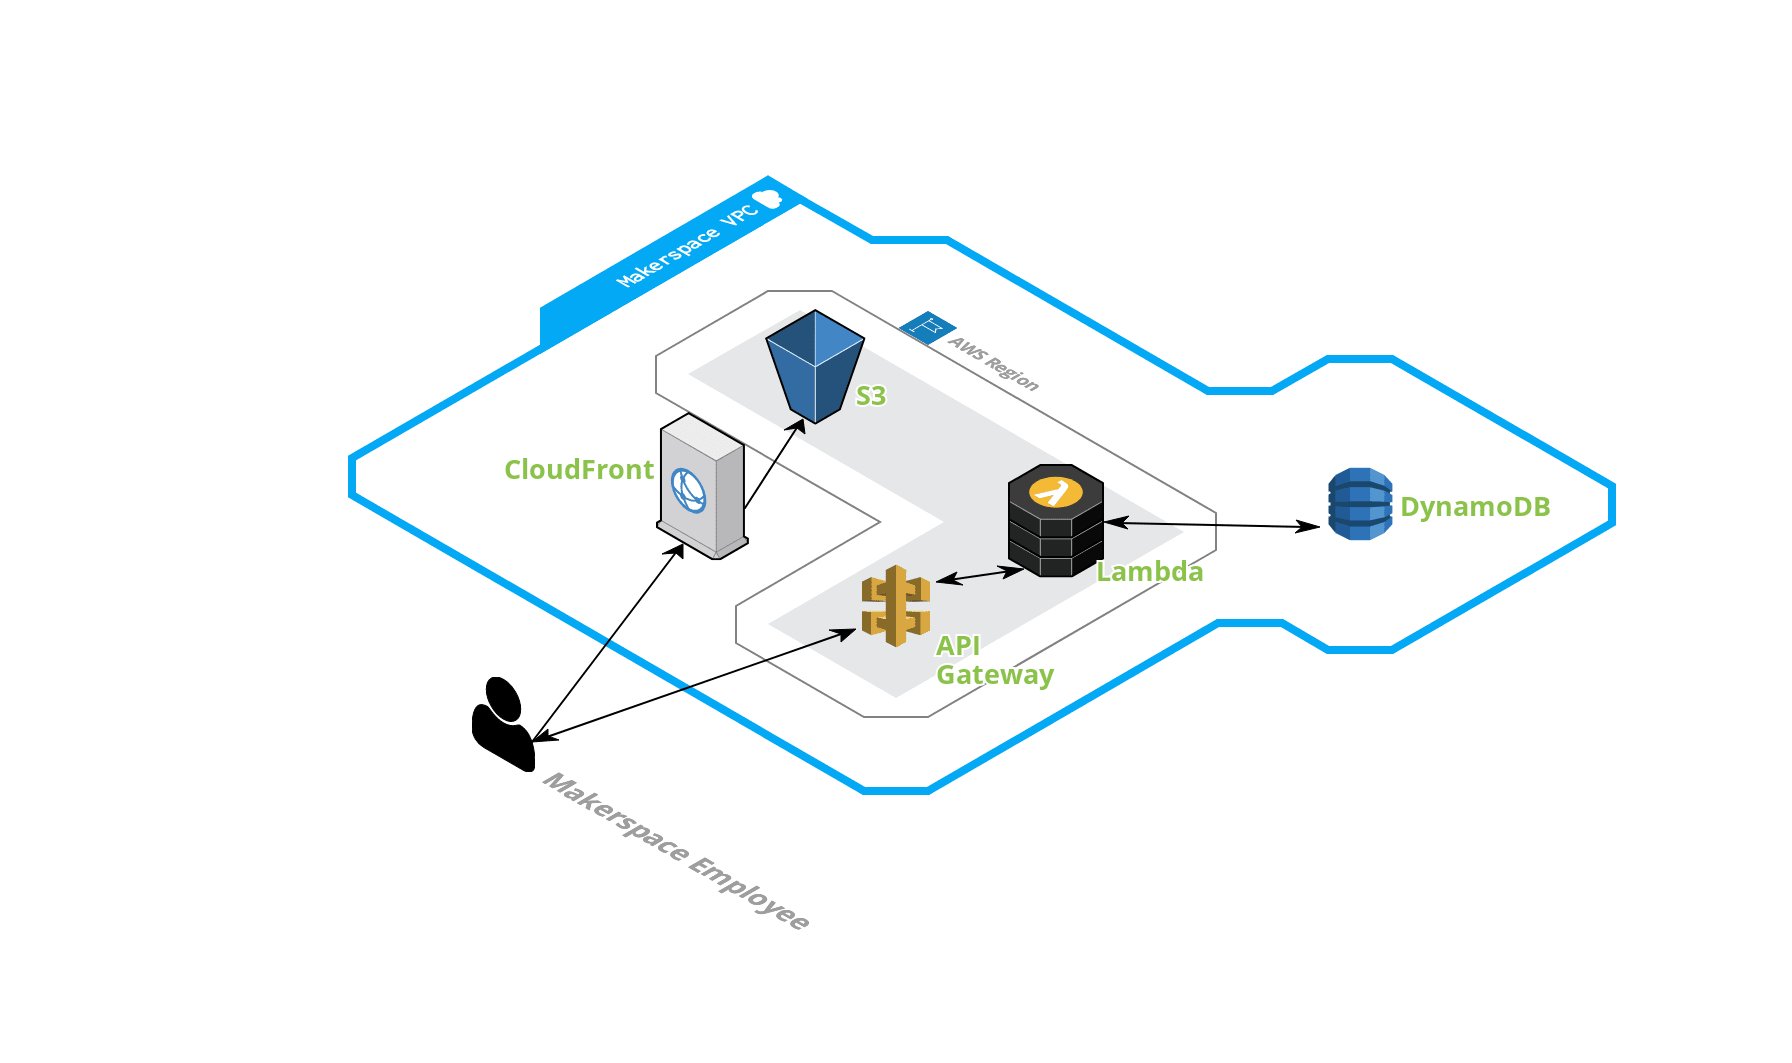 Makerspace VPC
AWS Region
S3
CloudFront
DynamoDB
Lambda
API
Gateway
Makerspace Employee